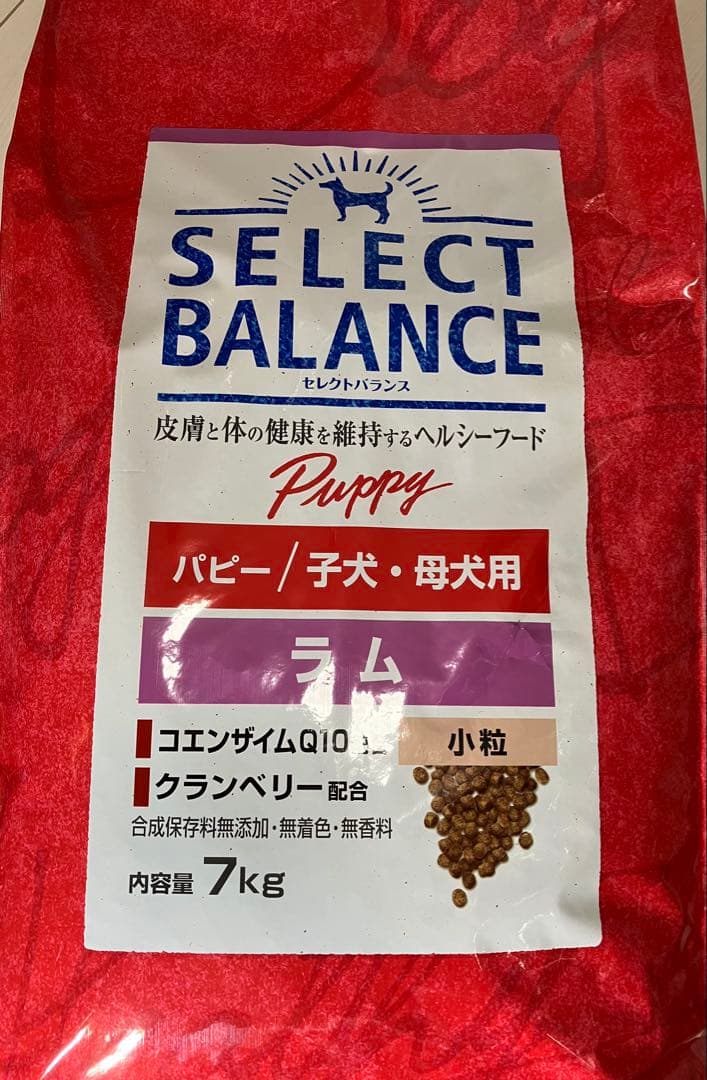 SELECT
BALANCE
セレクトバランス
皮膚と体の健康を維持するヘルシーフード
Puppy
パピー/子犬・母犬用
ラム
コエンザイムQ10
小粒
クランベリー配合
合成保存料無添加・無着色・無香料
内容量 7kg